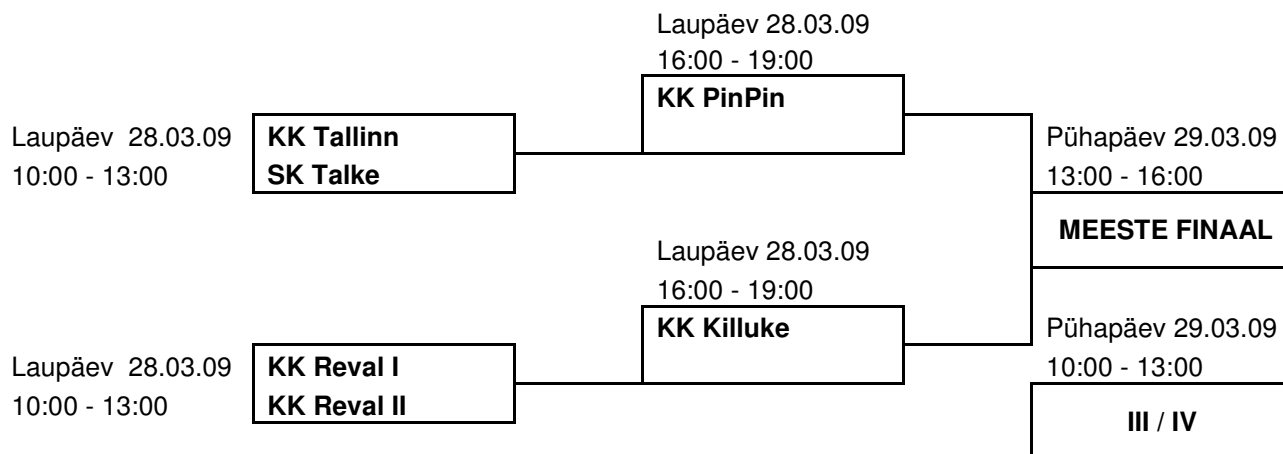 Laupäev 28.03.09
16:00 - 19:00
KK PinPin
Laupäev 28.03.09
10:00 - 13:00
KK Tallinn
SK Talke
Pühapäev 29.03.09
13:00 - 16:00
MEESTE FINAAL
Laupäev 28.03.09
16:00 - 19:00
KK Killuke
Laupäev 28.03.09
10:00 - 13:00
KK Reval I
KK Reval II
Pühapäev 29.03.09
10:00 - 13:00
III / IV